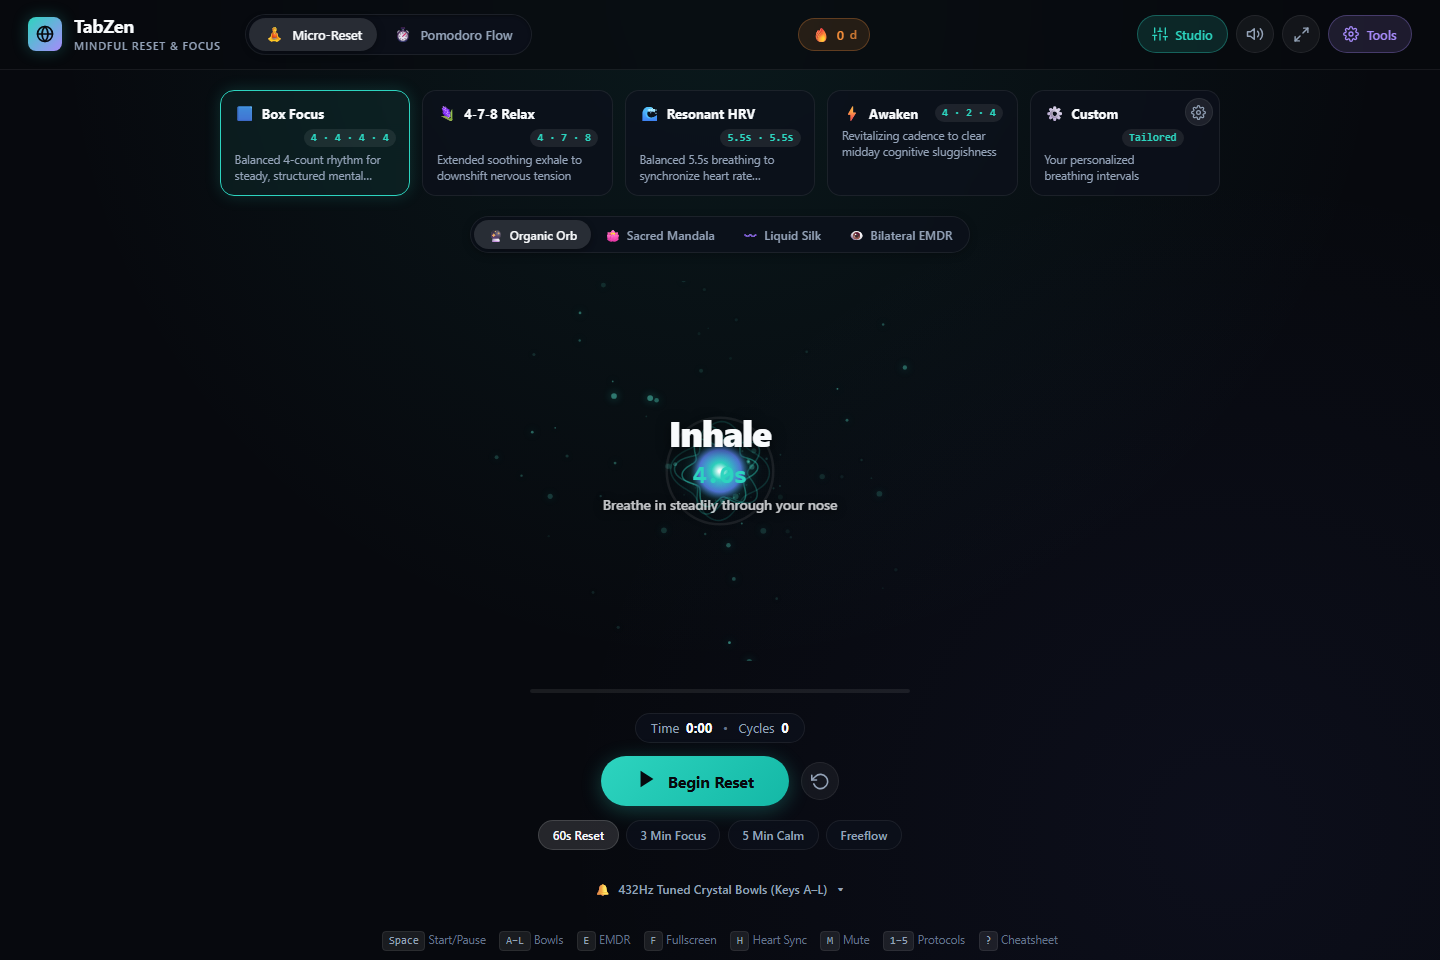 TabZen
MINDFUL RESET & FOCUS
Micro-Reset
Pomodoro Flow
0 d
Studio
Tools
Box Focus
4 · 4 · 4 · 4
Balanced 4-count rhythm for
steady, structured mental...
4-7-8 Relax
4 · 7 · 8
Extended soothing exhale to
downshift nervous tension
Resonant HRV
5.5s · 5.5s
Balanced 5.5s breathing to
synchronize heart rate...
Awaken
4 · 2 · 4
Revitalizing cadence to clear
midday cognitive sluggishness
Custom
Tailored
Your personalized
breathing intervals
Organic Orb
Sacred Mandala
Liquid Silk
Bilateral EMDR
Inhale
4.0s
Breathe in steadily through your nose
Time 0:00 • Cycles 0
Begin Reset
60s Reset
3 Min Focus
5 Min Calm
Freeflow
432Hz Tuned Crystal Bowls (Keys A–L)
Space Start/Pause A–L Bowls E EMDR F Fullscreen H Heart Sync M Mute 1–5 Protocols ? Cheatsheet